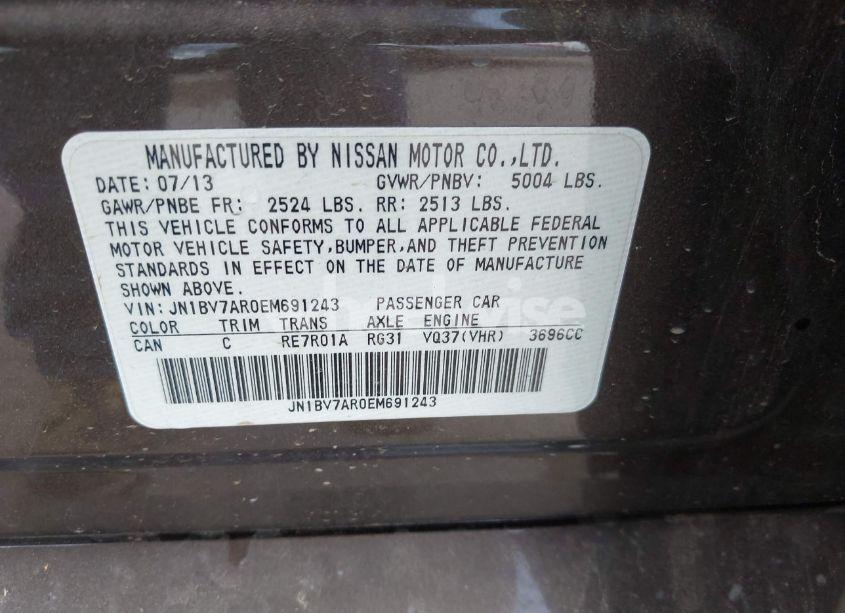 MANUFACTURED BY NISSAN MOTOR CO.,LTD.
DATE: 07/13 GVWR/PNBV: 5004 LBS.
GAWR/PNBE FR: 2524 LBS. RR: 2513 LBS.
THIS VEHICLE CONFORMS TO ALL APPLICABLE FEDERAL
MOTOR VEHICLE SAFETY,BUMPER,AND THEFT PREVENTION
STANDARDS IN EFFECT ON THE DATE OF MANUFACTURE
SHOWN ABOVE.
VIN: JN1BV7AR0EM691243 PASSENGER CAR
COLOR TRIM TRANS AXLE ENGINE
CAN C RE7R01A RG31 VQ37(VHR) 3696CC
JN1BV7AR0EM691243